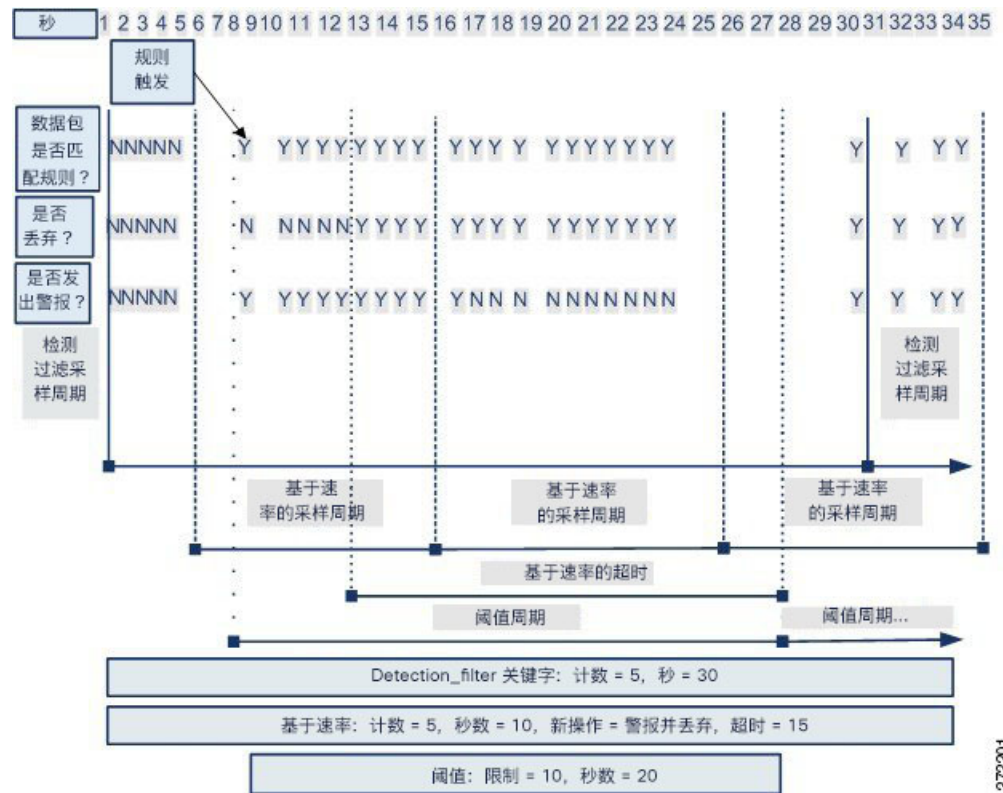 秒
1 2 3 4 5 6 7 8 9 10 11 12 13 14 15 16 17 18 19 20 21 22 23 24 25 26 27 28 29 30 31 32 33 34 35
规则
触发
数据包
是否匹
配规则？
NNNNN Y YYYYYYYY YYY Y YYYYYYY Y Y YY
是否
丢弃？
NNNNN N NNNNYYYY YYY Y YYYYYYY Y Y YY
是否发
出警报？
NNNNN Y YYYYYYYY YNN N NNNNNNN Y Y YY
检测
过滤采
样周期
检测
过滤采
样周期
基于速
率的采样周期
基于速率
的采样周期
基于速率
的采样周期
基于速率的超时
阈值周期
阈值周期...
Detection_filter 关键字：计数 = 5，秒 = 30
基于速率：计数 = 5，秒数 = 10，新操作 = 警报并丢弃，超时 = 15
阈值：限制 = 10，秒数 = 20